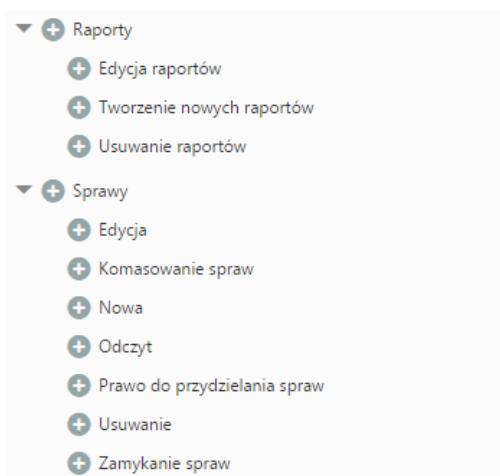 Raporty
Edycja raportów
Tworzenie nowych raportów
Usuwanie raportów
Sprawy
Edycja
Komasowanie spraw
Nowa
Odczyt
Prawo do przydzielania spraw
Usuwanie
Zamykanie spraw